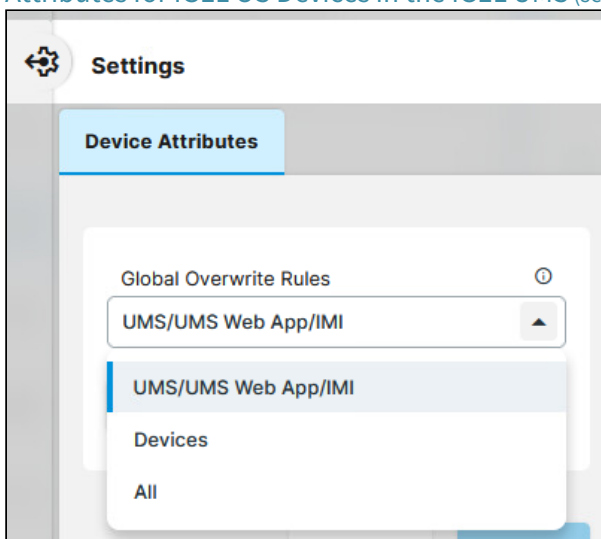 Settings
Device Attributes
Global Overwrite Rules
UMS/UMS Web App/IMI
UMS/UMS Web App/IMI
Devices
All